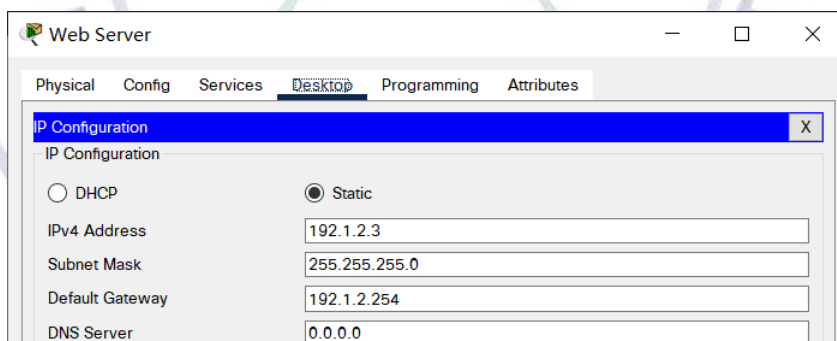 Web Server
Physical Config Services Desktop Programming Attributes
IP Configuration X
IP Configuration
DHCP Static
IPv4 Address 192.1.2.3
Subnet Mask 255.255.255.0
Default Gateway 192.1.2.254
DNS Server 0.0.0.0